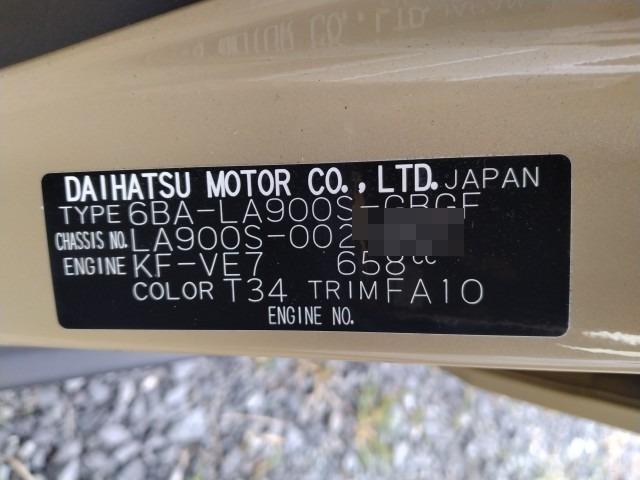 DAIHATSU MOTOR CO., LTD. JAPAN
TYPE 6BA-LA900S-GBGF
CHASSIS NO. LA900S-002
ENGINE KF-VE7 658cc
COLOR T34 TRIM FA10
ENGINE NO.